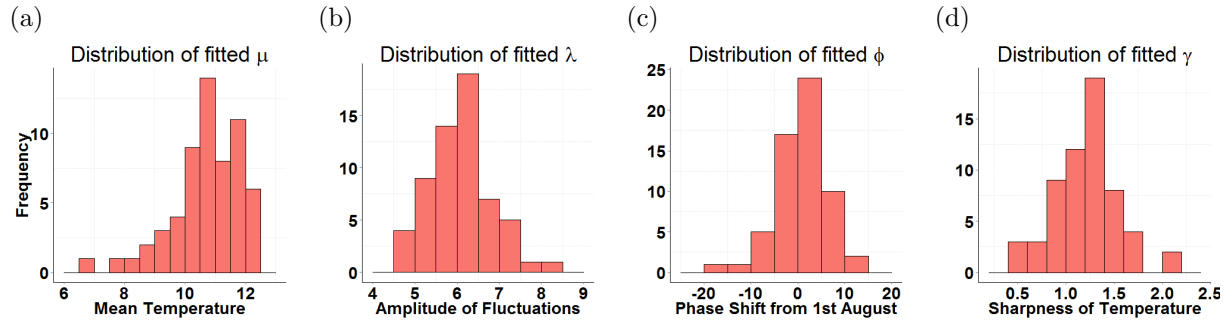 (a)
Distribution of fitted μ
Frequency
10
5
0
6 8 10 12
Mean Temperature
(b)
Distribution of fitted λ
15
10
5
0
4 5 6 7 8 9
Amplitude of Fluctuations
(c)
Distribution of fitted ϕ
25
20
15
10
5
0
-20 -10 0 10 20
Phase Shift from 1st August
(d)
Distribution of fitted γ
15
10
5
0
0.5 1.0 1.5 2.0 2.5
Sharpness of Temperature